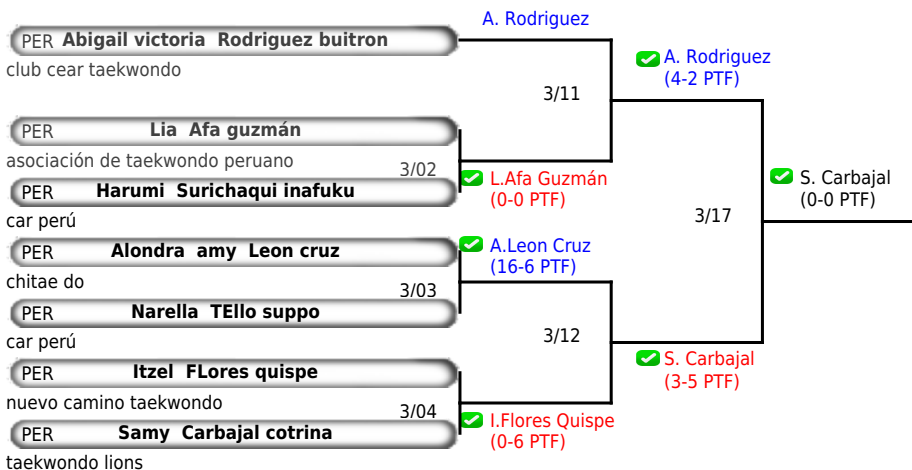 A. Rodriguez
PER Abigail victoria Rodriguez buitron
club cear taekwondo
A. Rodriguez
(4-2 PTF)
3/11
PER Lia Afa guzmán
asociación de taekwondo peruano
3/02
L.Afa Guzmán
(0-0 PTF)
PER Harumi Surichaqui inafuku
car perú
S. Carbajal
(0-0 PTF)
3/17
PER Alondra amy Leon cruz
chitae do
A.Leon Cruz
(16-6 PTF)
3/03
PER Narella TEllo suppo
car perú
3/12
PER Itzel FLores quispe
nuevo camino taekwondo
S. Carbajal
(3-5 PTF)
3/04
I.Flores Quispe
(0-6 PTF)
PER Samy Carbajal cotrina
taekwondo lions